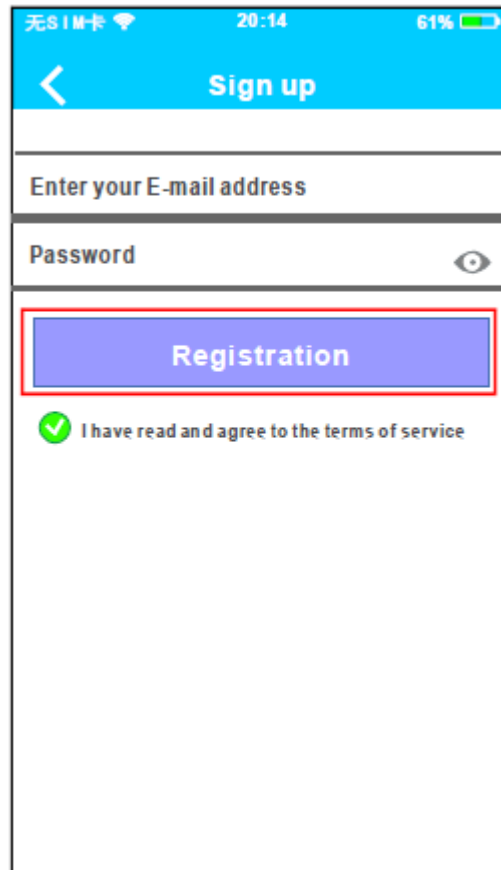 无SIM卡 20:14 61%
Sign up
Enter your E-mail address
Password
Registration
I have read and agree to the terms of service